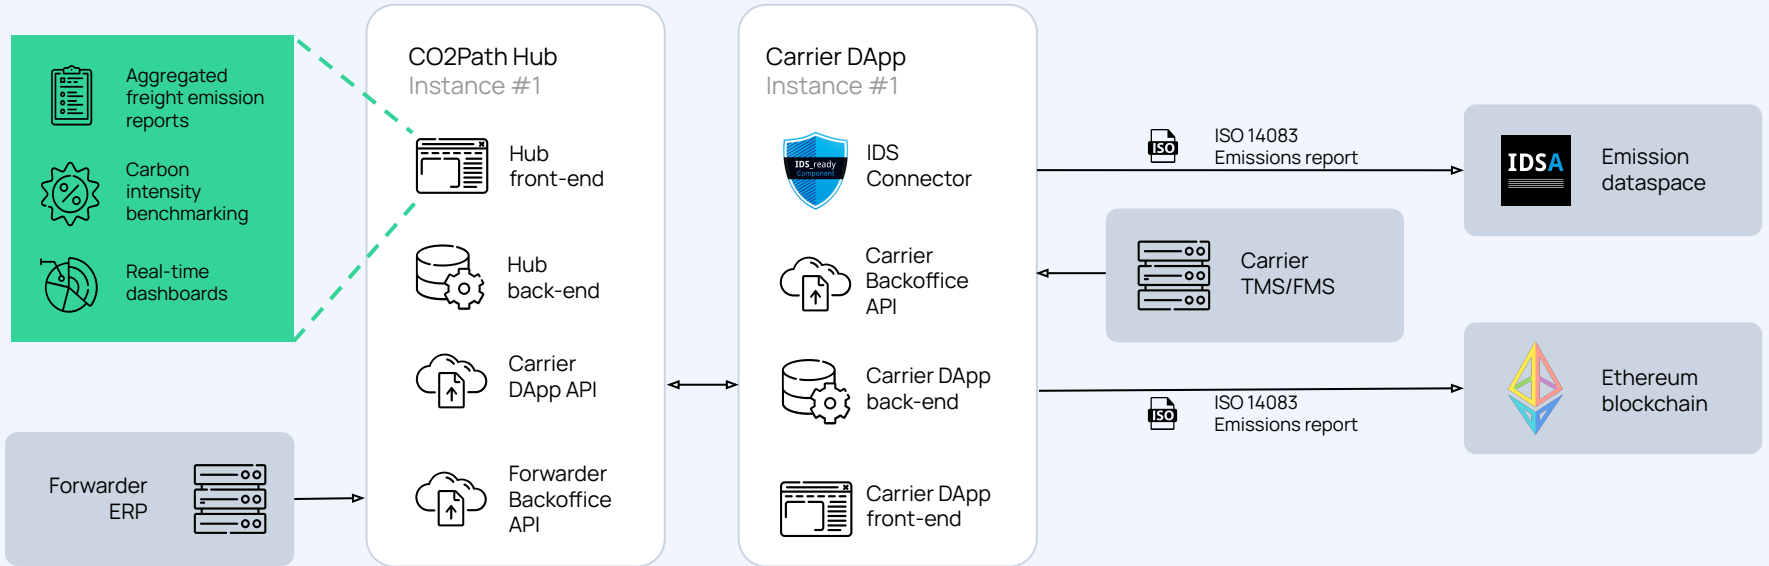 Aggregated
freight emission
reports
Carbon
intensity
benchmarking
Real-time
dashboards
Forwarder
ERP
CO2Path Hub
Instance #1
Hub
front-end
Hub
back-end
Carrier
DApp API
Forwarder
Backoffice
API
Carrier DApp
Instance #1
IDS_ready
Component
IDS
Connector
Carrier
Backoffice
API
Carrier DApp
back-end
Carrier DApp
front-end
ISO
ISO 14083
Emissions report
IDSA
Emission
dataspace
Carrier
TMS/FMS
ISO
ISO 14083
Emissions report
Ethereum
blockchain